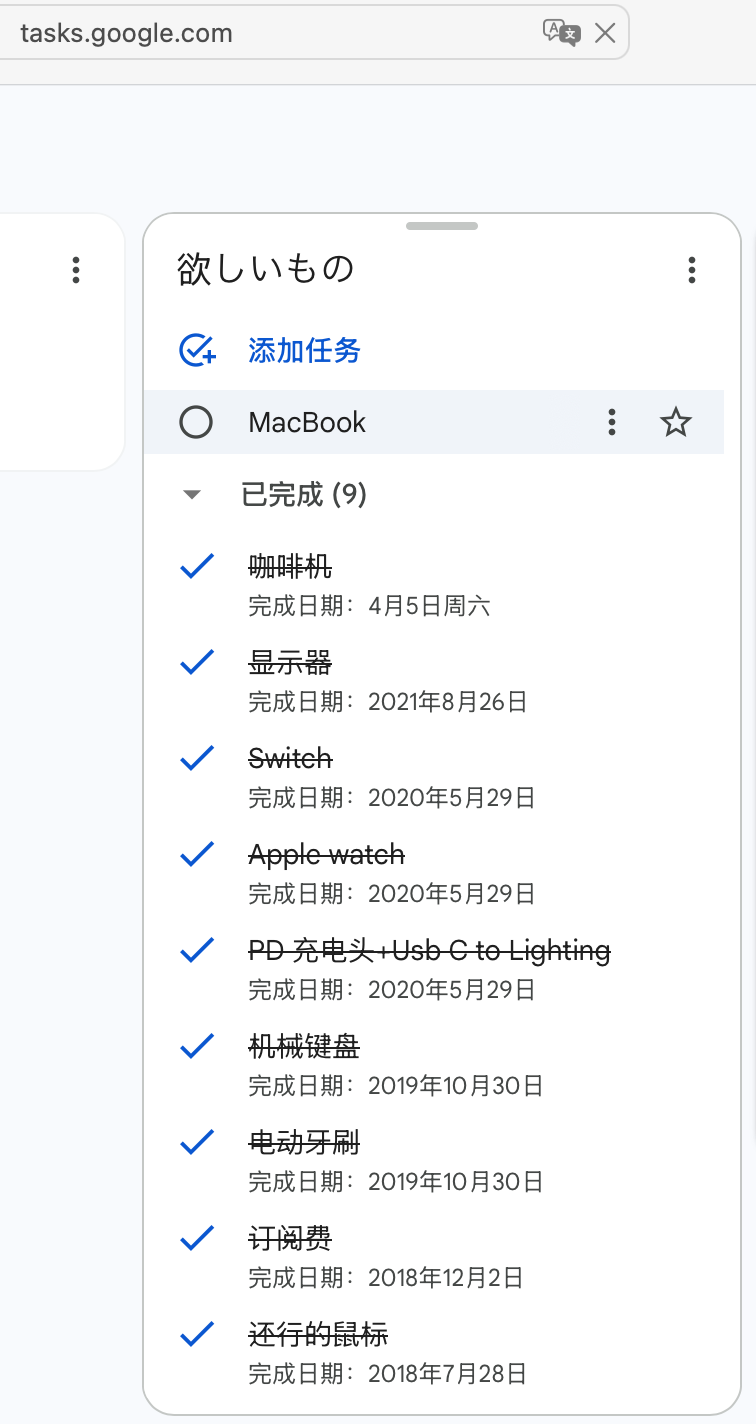 tasks.google.com
欲しいもの
添加任务
MacBook
已完成 (9)
咖啡机
完成日期：4月5日周六
显示器
完成日期：2021年8月26日
Switch
完成日期：2020年5月29日
Apple watch
完成日期：2020年5月29日
PD 充电头+Usb C to Lighting
完成日期：2020年5月29日
机械键盘
完成日期：2019年10月30日
电动牙刷
完成日期：2019年10月30日
订阅费
完成日期：2018年12月2日
还行的鼠标
完成日期：2018年7月28日